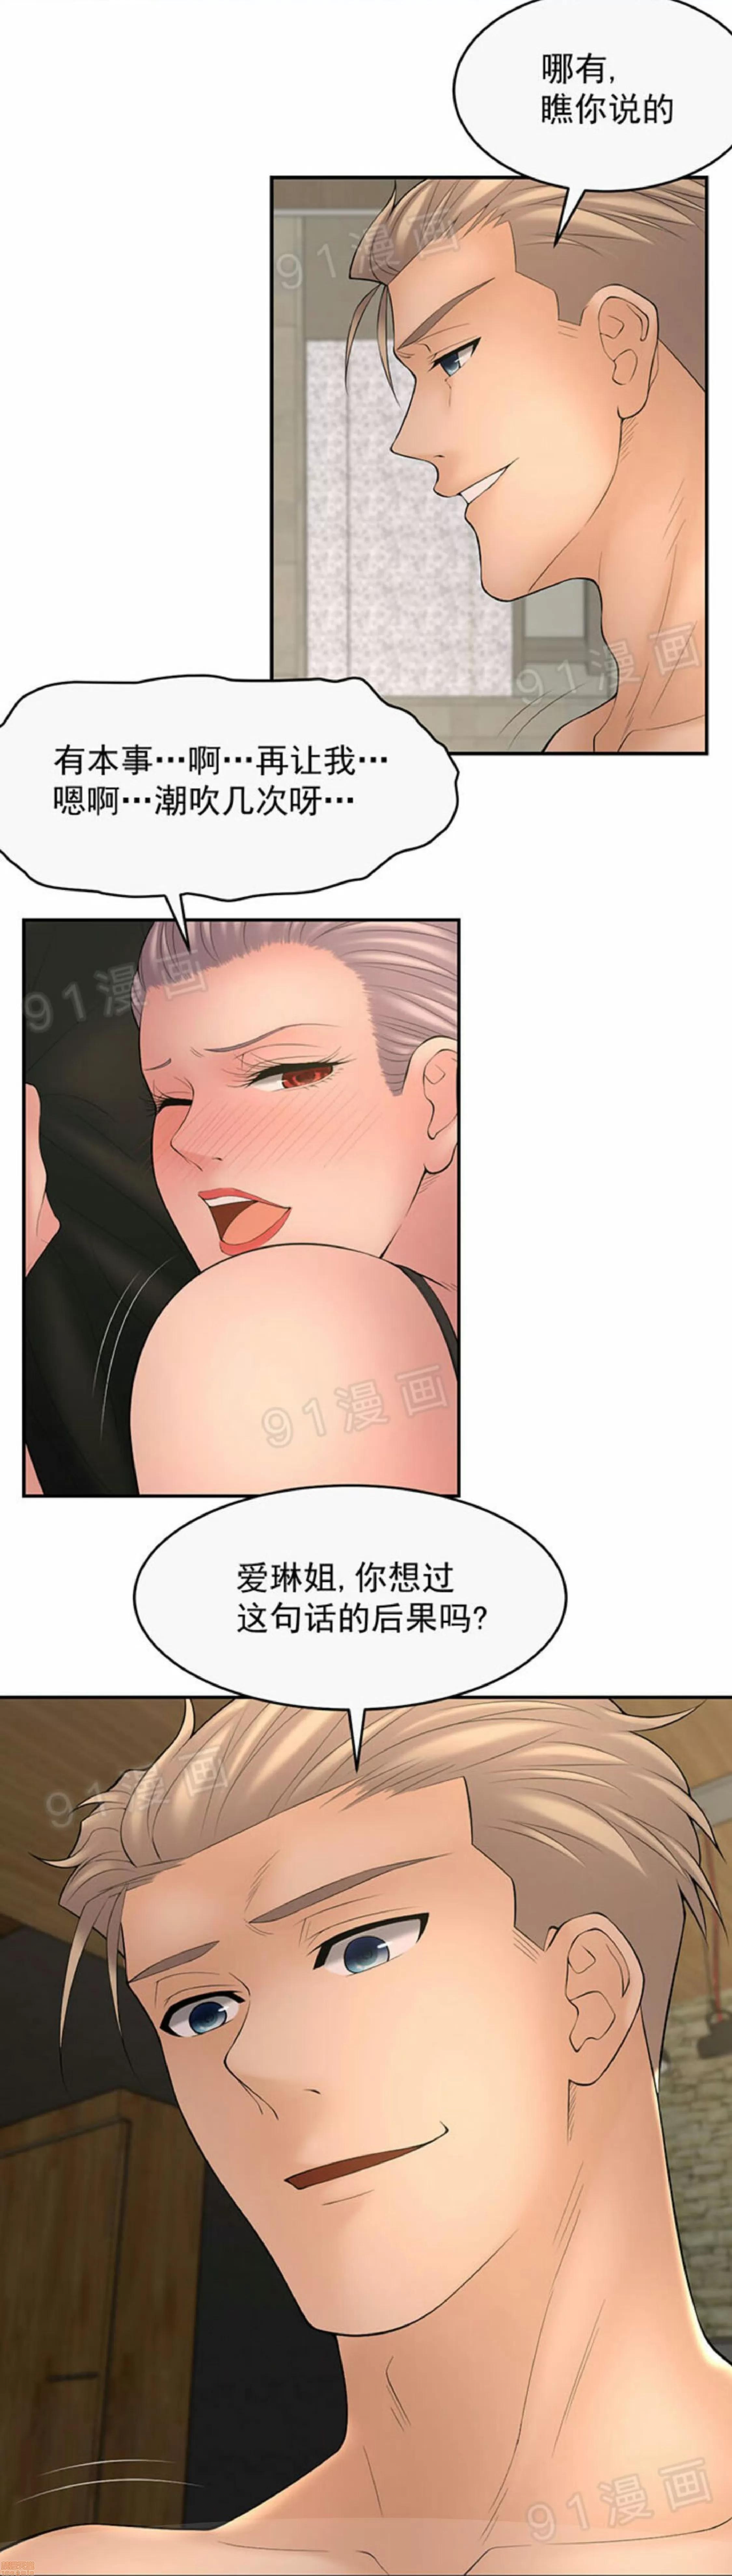 哪有,
瞧你说的
91漫画
91漫画
有本事…啊…再让我…
嗯啊…潮吹几次呀…
91漫画
91漫画
爱琳姐,你想过
这句话的后果吗?
91漫画
91漫画